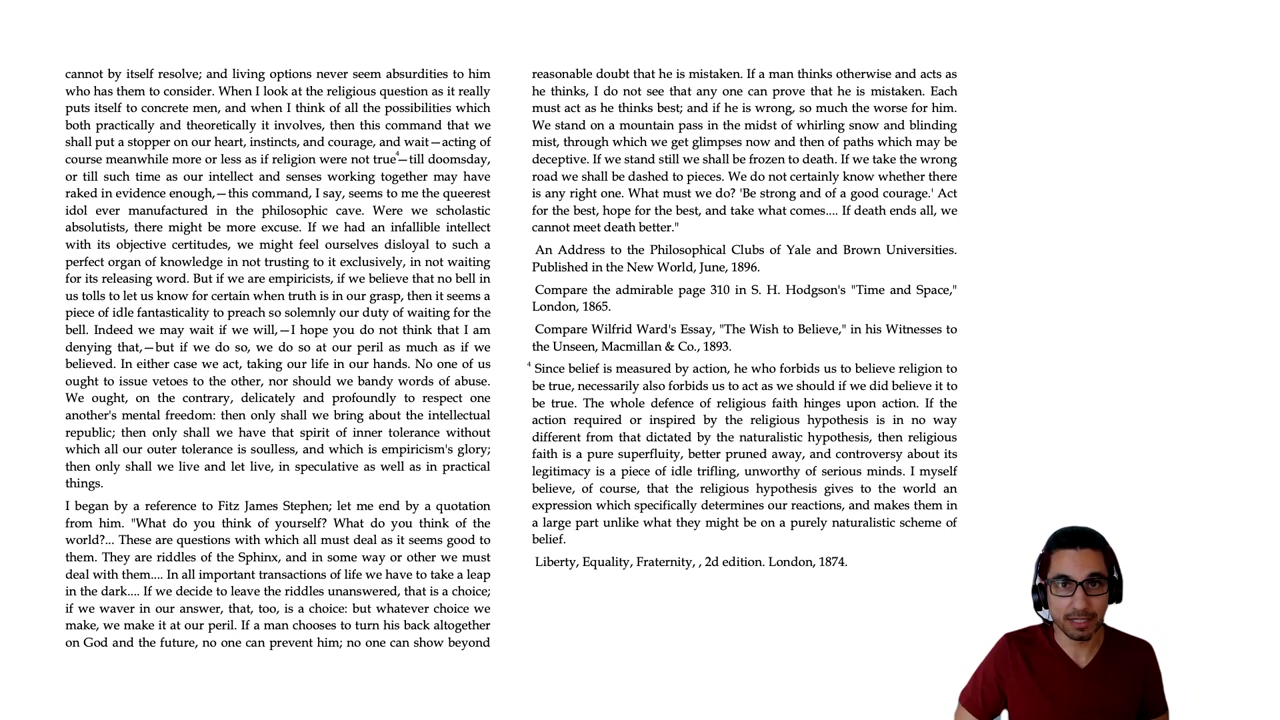 cannot by itself resolve; and living options never seem absurdities to him
who has them to consider. When I look at the religious question as it really
puts itself to concrete men, and when I think of all the possibilities which
both practically and theoretically it involves, then this command that we
shall put a stopper on our heart, instincts, and courage, and wait—acting of
course meanwhile more or less as if religion were not true4—till doomsday,
or till such time as our intellect and senses working together may have
raked in evidence enough,—this command, I say, seems to me the queerest
idol ever manufactured in the philosophic cave. Were we scholastic
absolutists, there might be more excuse. If we had an infallible intellect
with its objective certitudes, we might feel ourselves disloyal to such a
perfect organ of knowledge in not trusting to it exclusively, in not waiting
for its releasing word. But if we are empiricists, if we believe that no bell in
us tolls to let us know for certain when truth is in our grasp, then it seems a
piece of idle fantasticality to preach so solemnly our duty of waiting for the
bell. Indeed we may wait if we will,—I hope you do not think that I am
denying that,—but if we do so, we do so at our peril as much as if we
believed. In either case we act, taking our life in our hands. No one of us
ought to issue vetoes to the other, nor should we bandy words of abuse.
We ought, on the contrary, delicately and profoundly to respect one
another's mental freedom: then only shall we bring about the intellectual
republic; then only shall we have that spirit of inner tolerance without
which all our outer tolerance is soulless, and which is empiricism's glory;
then only shall we live and let live, in speculative as well as in practical
things.
I began by a reference to Fitz James Stephen; let me end by a quotation
from him. "What do you think of yourself? What do you think of the
world?... These are questions with which all must deal as it seems good to
them. They are riddles of the Sphinx, and in some way or other we must
deal with them.... In all important transactions of life we have to take a leap
in the dark.... If we decide to leave the riddles unanswered, that is a choice;
if we waver in our answer, that, too, is a choice: but whatever choice we
make, we make it at our peril. If a man chooses to turn his back altogether
on God and the future, no one can prevent him; no one can show beyond
reasonable doubt that he is mistaken. If a man thinks otherwise and acts as
he thinks, I do not see that any one can prove that he is mistaken. Each
must act as he thinks best; and if he is wrong, so much the worse for him.
We stand on a mountain pass in the midst of whirling snow and blinding
mist, through which we get glimpses now and then of paths which may be
deceptive. If we stand still we shall be frozen to death. If we take the wrong
road we shall be dashed to pieces. We do not certainly know whether there
is any right one. What must we do? 'Be strong and of a good courage.' Act
for the best, hope for the best, and take what comes.... If death ends all, we
cannot meet death better."
An Address to the Philosophical Clubs of Yale and Brown Universities.
Published in the New World, June, 1896.
Compare the admirable page 310 in S. H. Hodgson's "Time and Space,"
London, 1865.
Compare Wilfrid Ward's Essay, "The Wish to Believe," in his Witnesses to
the Unseen, Macmillan & Co., 1893.
4 Since belief is measured by action, he who forbids us to believe religion to
be true, necessarily also forbids us to act as we should if we did believe it to
be true. The whole defence of religious faith hinges upon action. If the
action required or inspired by the religious hypothesis is in no way
different from that dictated by the naturalistic hypothesis, then religious
faith is a pure superfluity, better pruned away, and controversy about its
legitimacy is a piece of idle trifling, unworthy of serious minds. I myself
believe, of course, that the religious hypothesis gives to the world an
expression which specifically determines our reactions, and makes them in
a large part unlike what they might be on a purely naturalistic scheme of
belief.
Liberty, Equality, Fraternity, , 2d edition. London, 1874.